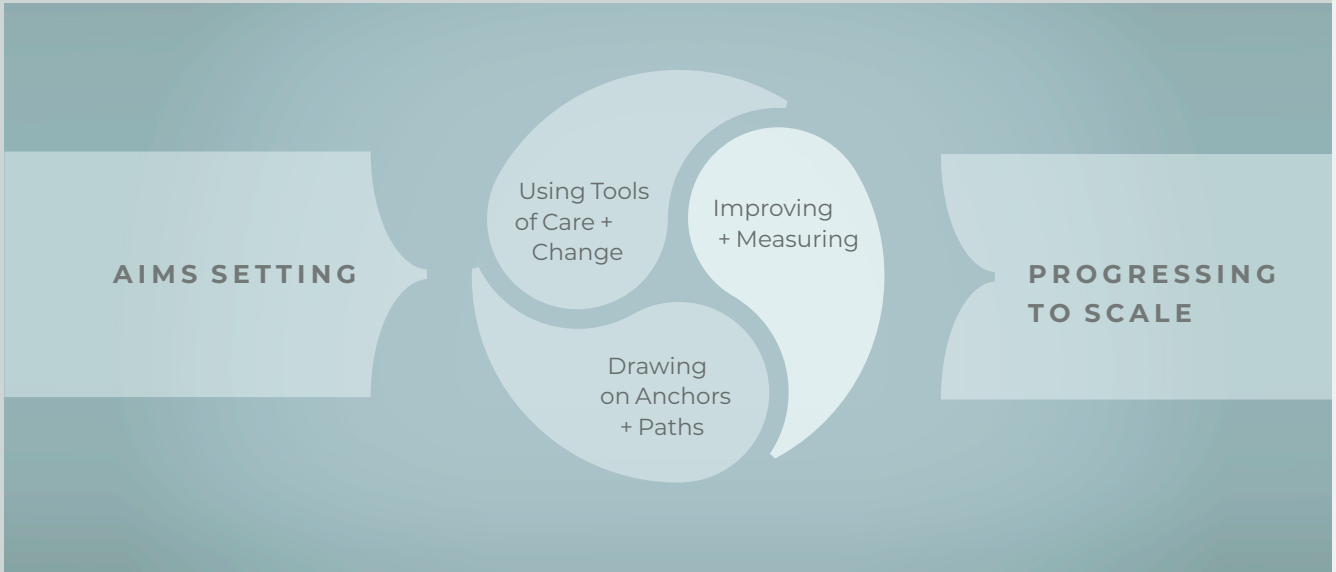 AIMS SETTING
Using Tools
of Care +
Change
Improving
+ Measuring
Drawing
on Anchors
+ Paths
PROGRESSING
TO SCALE